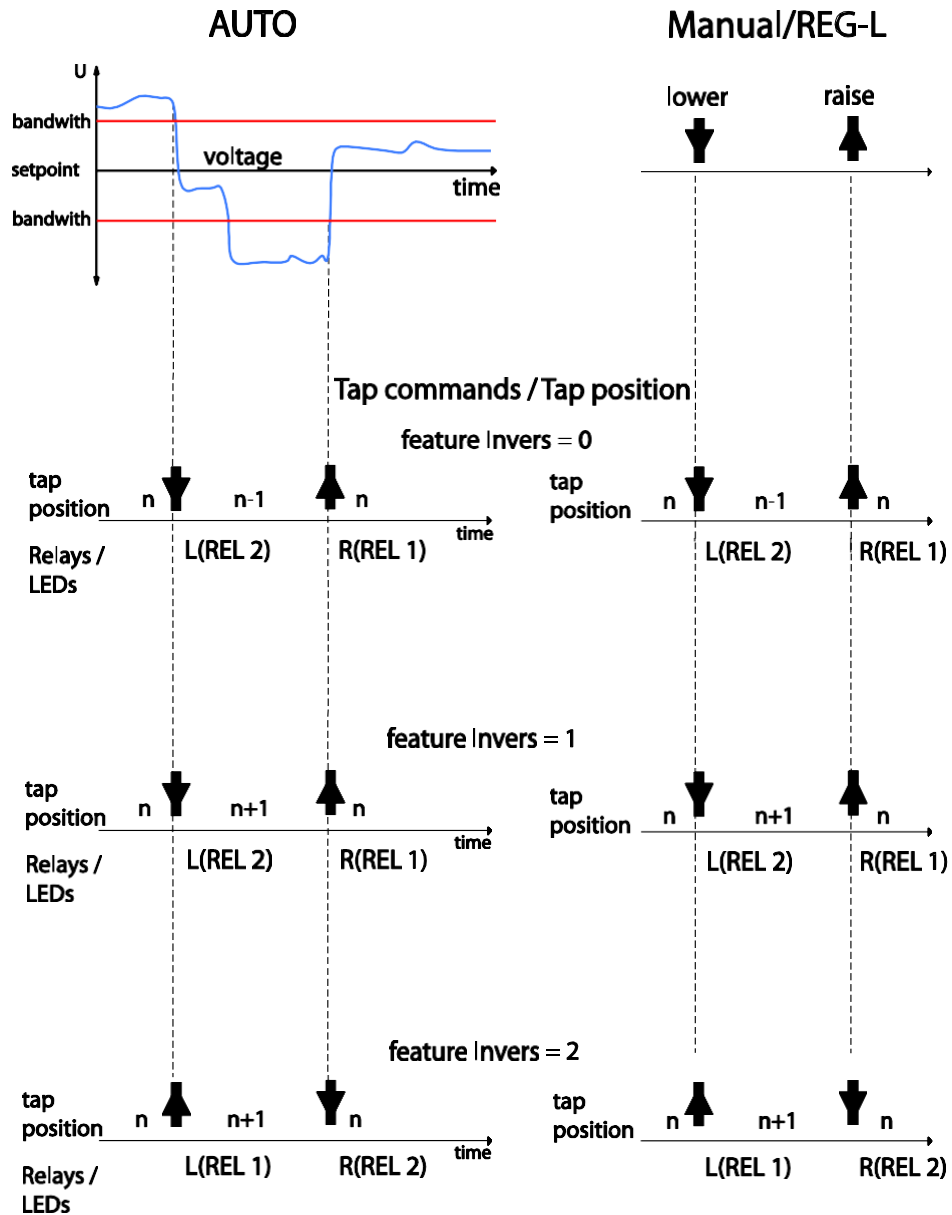 AUTO
Manual/REG-L
U
bandwith
setpoint
bandwith
voltage
time
lower
raise
Tap commands / Tap position
feature Invers = 0
tap
position
n
n-1
n
time
Relays /
LEDs
L(REL 2)
R(REL 1)
tap
position
n
n-1
n
L(REL 2)
R(REL 1)
feature Invers = 1
tap
position
n
n+1
n
time
Relays /
LEDs
L(REL 2)
R(REL 1)
tap
position
n
n+1
n
L(REL 2)
R(REL 1)
feature Invers = 2
tap
position
n
n+1
n
time
Relays /
LEDs
L(REL 1)
R(REL 2)
tap
position
n
n+1
n
L(REL 1)
R(REL 2)